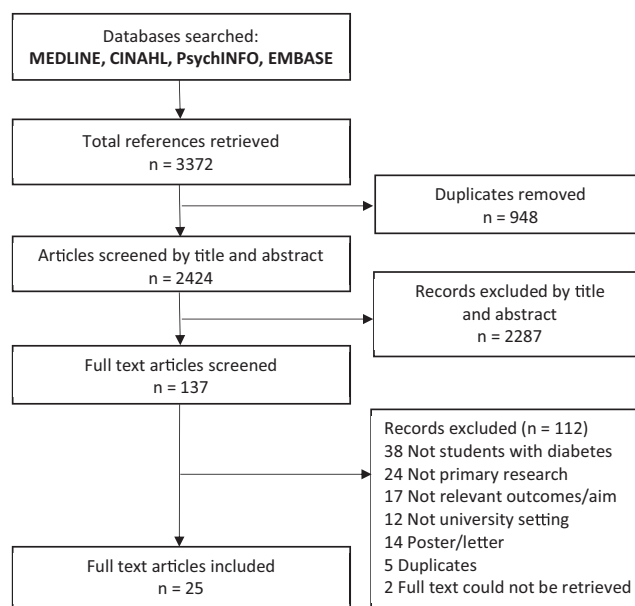 Databases searched:
MEDLINE, CINAHL, PsychINFO, EMBASE
Total references retrieved
n = 3372
Duplicates removed
n = 948
Articles screened by title and abstract
n = 2424
Records excluded by title
and abstract
n = 2287
Full text articles screened
n = 137
Records excluded (n = 112)
38 Not students with diabetes
24 Not primary research
17 Not relevant outcomes/aim
12 Not university setting
14 Poster/letter
5 Duplicates
2 Full text could not be retrieved
Full text articles included
n = 25